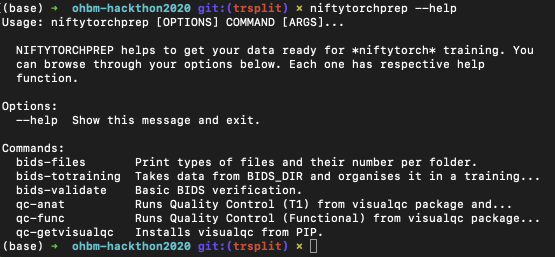 (base) ➜  ohbm-hackthon2020 git:(trsplit) × niftytorchprep --help
Usage: niftytorchprep [OPTIONS] COMMAND [ARGS]...

  NIFTYTORCHPREP helps to get your data ready for *niftytorch* training. You
  can browse through your options below. Each one has respective help
  function.

Options:
  --help  Show this message and exit.

Commands:
  bids-files       Print types of files and their number per folder.
  bids-totraining  Takes data from BIDS_DIR and organises it in a training...
  bids-validate    Basic BIDS verification.
  qc-anat          Runs Quality Control (T1) from visualqc package and...
  qc-func          Runs Quality Control (Functional) from visualqc package...
  qc-getvisualqc   Installs visualqc from PIP.
(base) ➜  ohbm-hackthon2020 git:(trsplit) ×